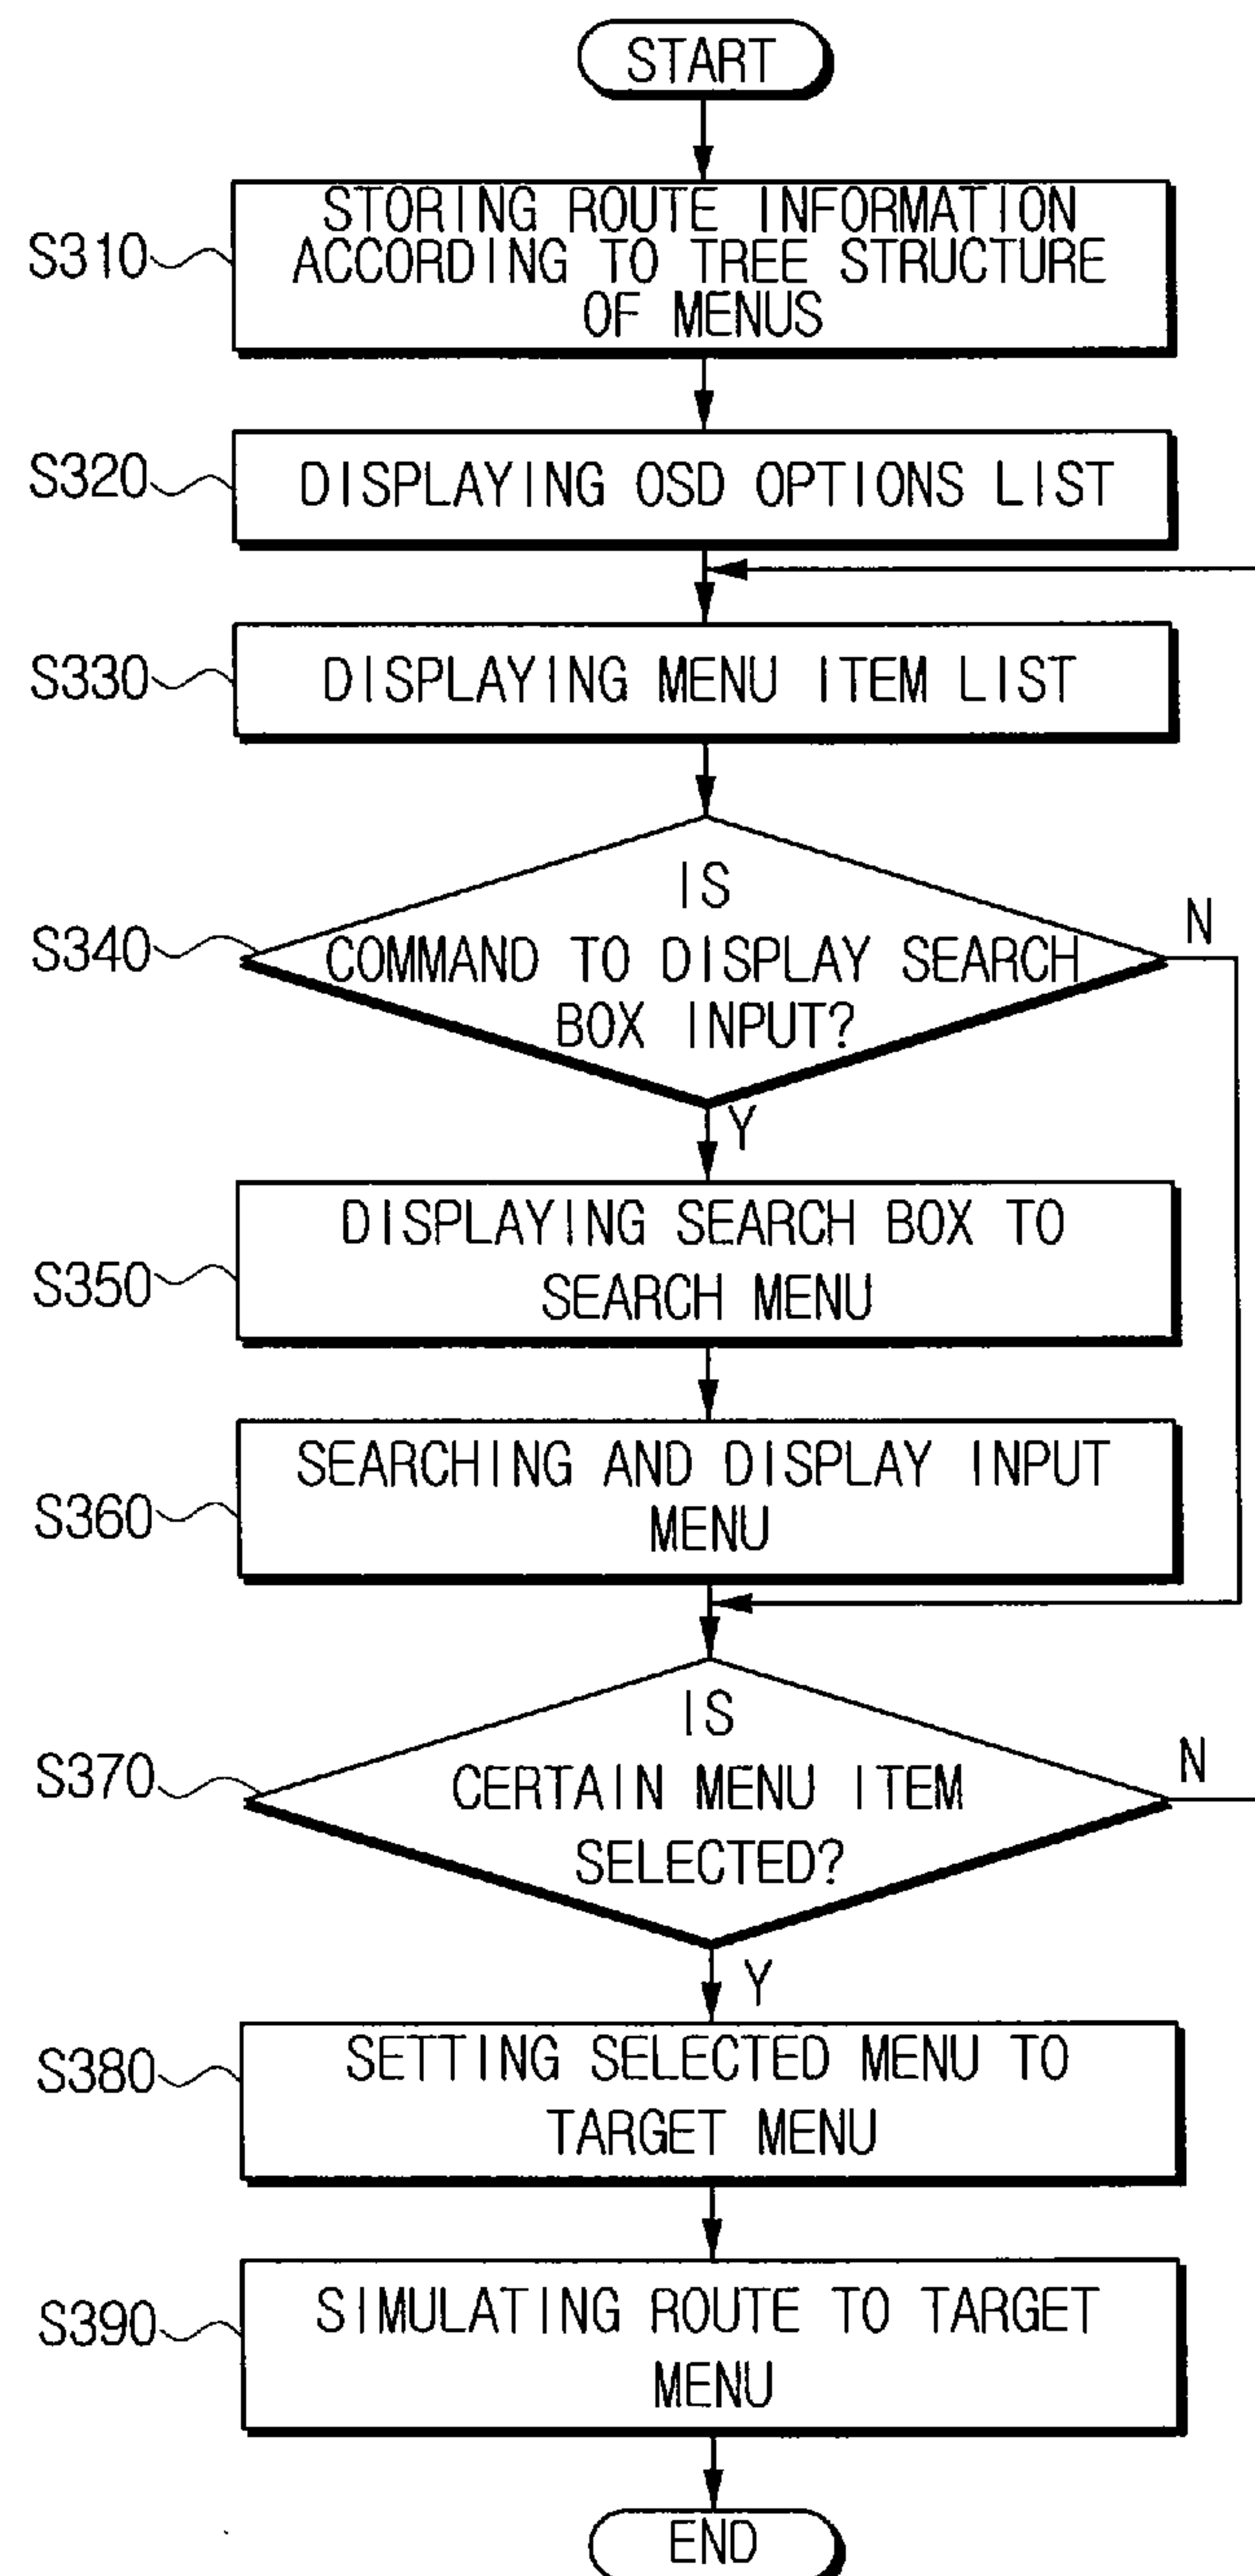 START
S310
STORING ROUTE INFORMATION
ACCORDING TO TREE STRUCTURE
OF MENUS
S320
DISPLAYING OSD OPTIONS LIST
S330
DISPLAYING MENU ITEM LIST
S340
IS
COMMAND TO DISPLAY SEARCH
BOX INPUT?
N
Y
S350
DISPLAYING SEARCH BOX TO
SEARCH MENU
S360
SEARCHING AND DISPLAY INPUT
MENU
S370
IS
CERTAIN MENU ITEM
SELECTED?
N
Y
S380
SETTING SELECTED MENU TO
TARGET MENU
S390
SIMULATING ROUTE TO TARGET
MENU
END